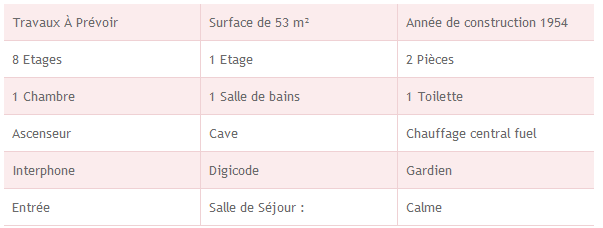 Travaux À Prévoir Surface de 53 m² Année de construction 1954
8 Etages 1 Etage 2 Pièces
1 Chambre 1 Salle de bains 1 Toilette
Ascenseur Cave Chauffage central fuel
Interphone Digicode Gardien
Entrée Salle de Séjour : Calme